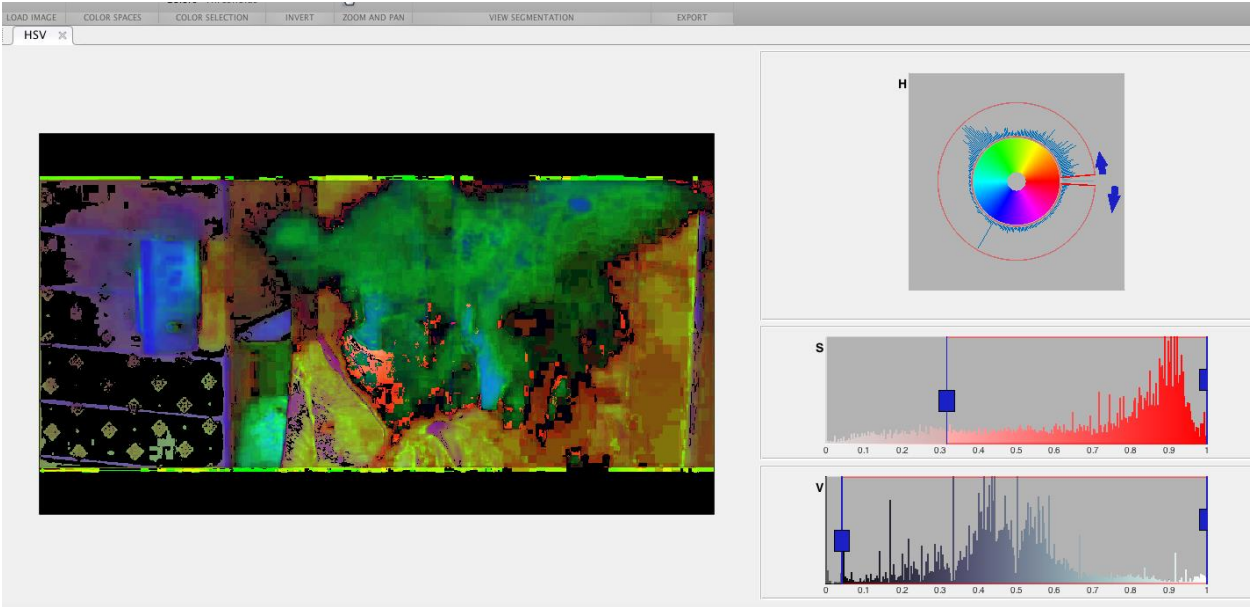 LOAD IMAGE COLOR SPACES COLOR SELECTION INVERT ZOOM AND PAN VIEW SEGMENTATION EXPORT
HSV
H
S
0 0.1 0.2 0.3 0.4 0.5 0.6 0.7 0.8 0.9 1
V
0 0.1 0.2 0.3 0.4 0.5 0.6 0.7 0.8 0.9 1